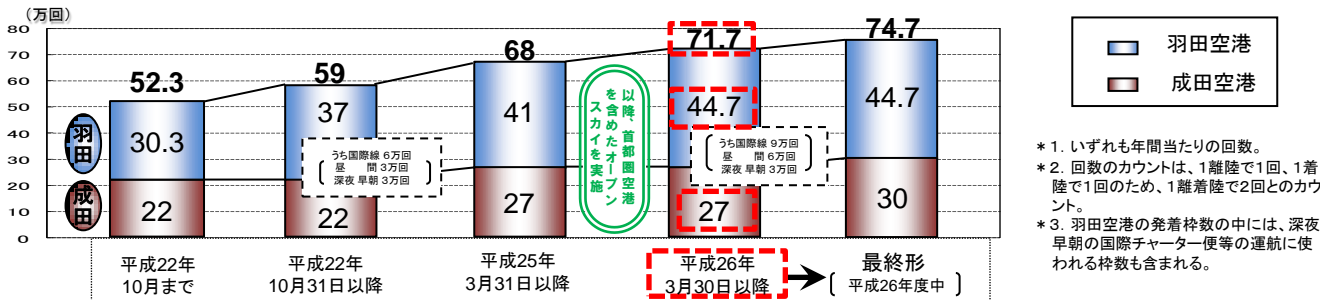 (万回)
80
70
60
50
40
30
20
10
0
52.3
59
68
71.7
74.7
羽田
30.3
37
41
44.7
44.7
成田
22
22
27
27
30
うち国際線 6万回
昼　　間 3万回
深夜 早朝 3万回
以降、首都圏空港
を含めたオープン
スカイを実施
うち国際線 9万回
昼　　間 6万回
深夜 早朝 3万回
平成22年
10月まで
平成22年
10月31日以降
平成25年
3月31日以降
平成26年
3月30日以降
最終形
〔 平成26年度中 〕
羽田空港
成田空港
＊1. いずれも年間当たりの回数。
＊2. 回数のカウントは、1離陸で1回、1着
陸で1回のため、1離着陸で2回とのカウ
ント。
＊3. 羽田空港の発着枠数の中には、深夜
早朝の国際チャーター便等の運航に使
われる枠数も含まれる。